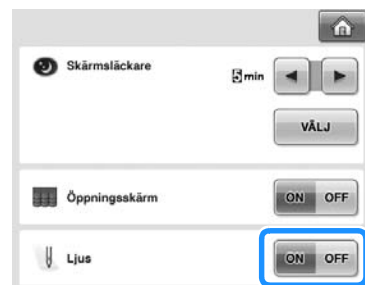 Skärmsläckare
5 min
VÄLJ
Öppningsskärm
ON OFF
Ljus
ON OFF